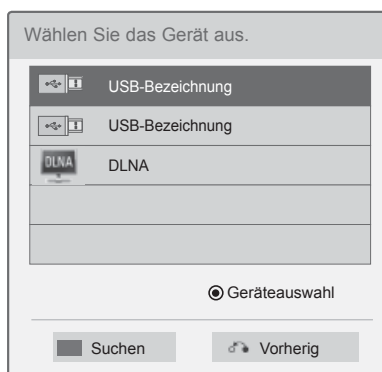 Wählen Sie das Gerät aus.
USB-Bezeichnung
USB-Bezeichnung
DLNA DLNA
Geräteauswahl
Suchen Vorherig